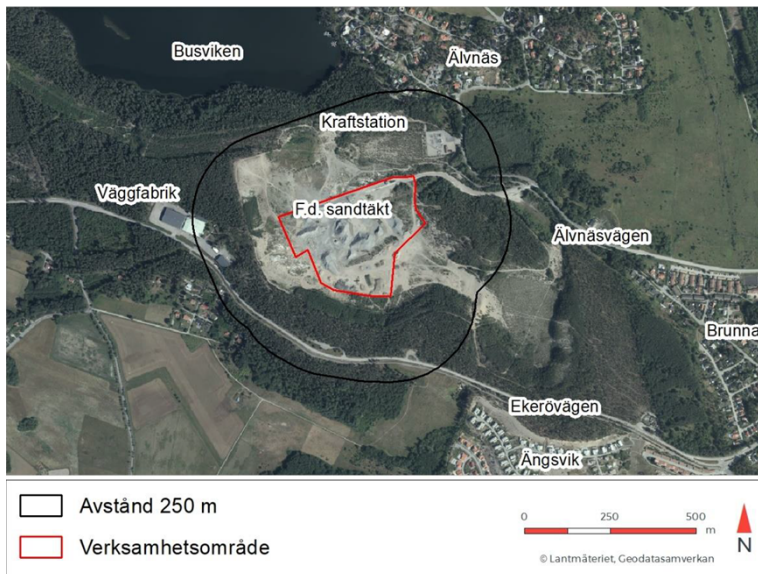 Busviken
Älvnäs
Kraftstation
Väggfabrik
F.d. sandtäkt
Älvnäsvägen
Brunna
Ekerövägen
Ängsvik
Avstånd 250 m
Verksamhetsområde
0 250 500
m
N
© Lantmäteriet, Geodatasamverkan